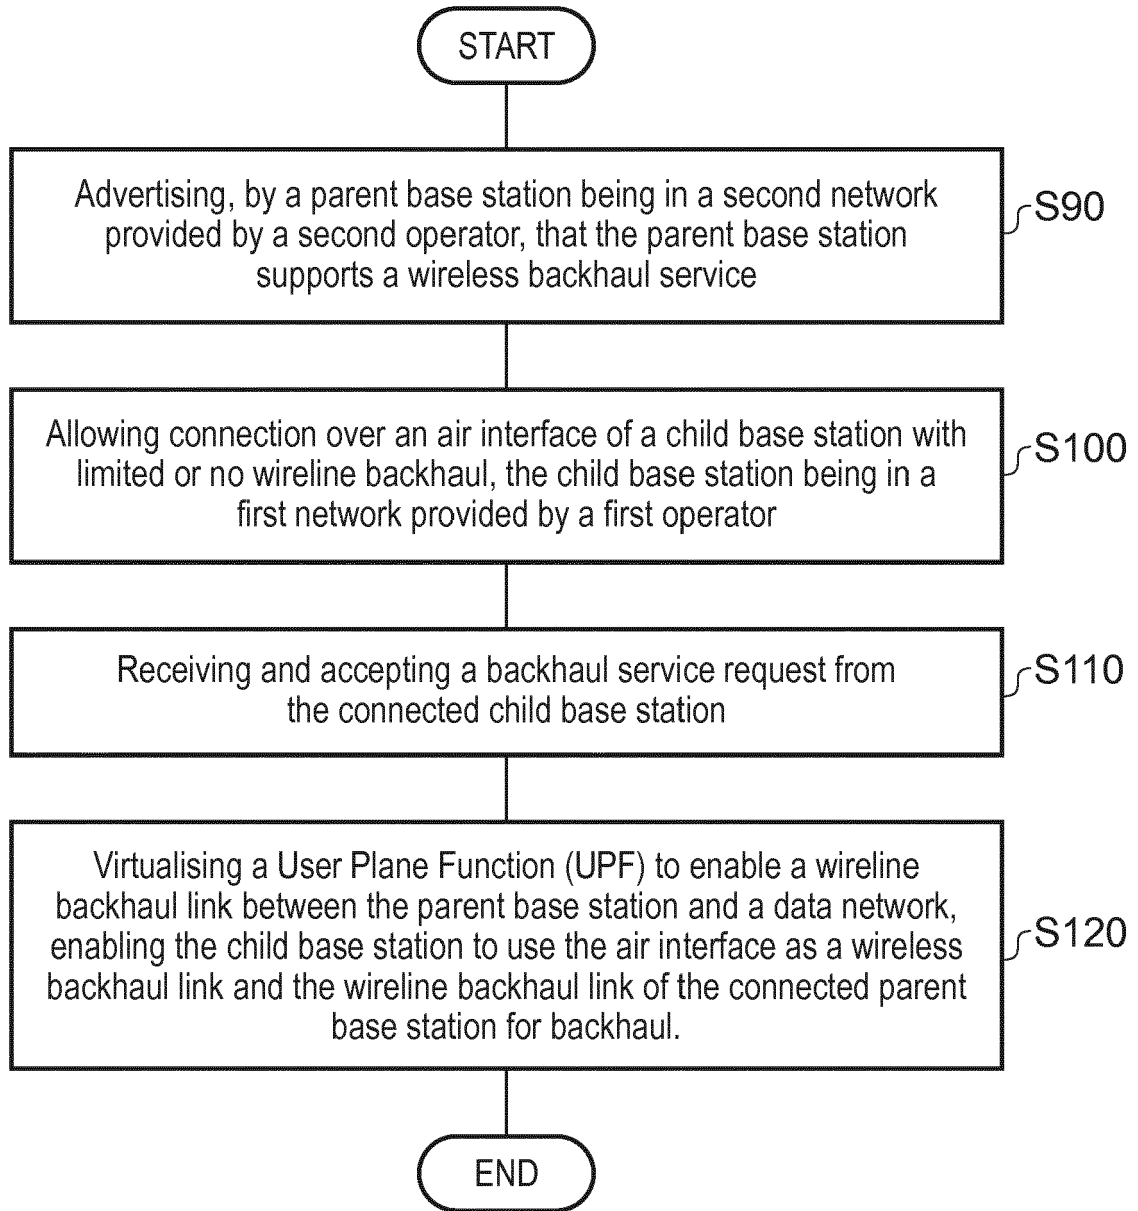 START
Advertising, by a parent base station being in a second network
provided by a second operator, that the parent base station
supports a wireless backhaul service
S90
Allowing connection over an air interface of a child base station with
limited or no wireline backhaul, the child base station being in a
first network provided by a first operator
S100
Receiving and accepting a backhaul service request from
the connected child base station
S110
Virtualising a User Plane Function (UPF) to enable a wireline
backhaul link between the parent base station and a data network,
enabling the child base station to use the air interface as a wireless
backhaul link and the wireline backhaul link of the connected parent
base station for backhaul.
S120
END